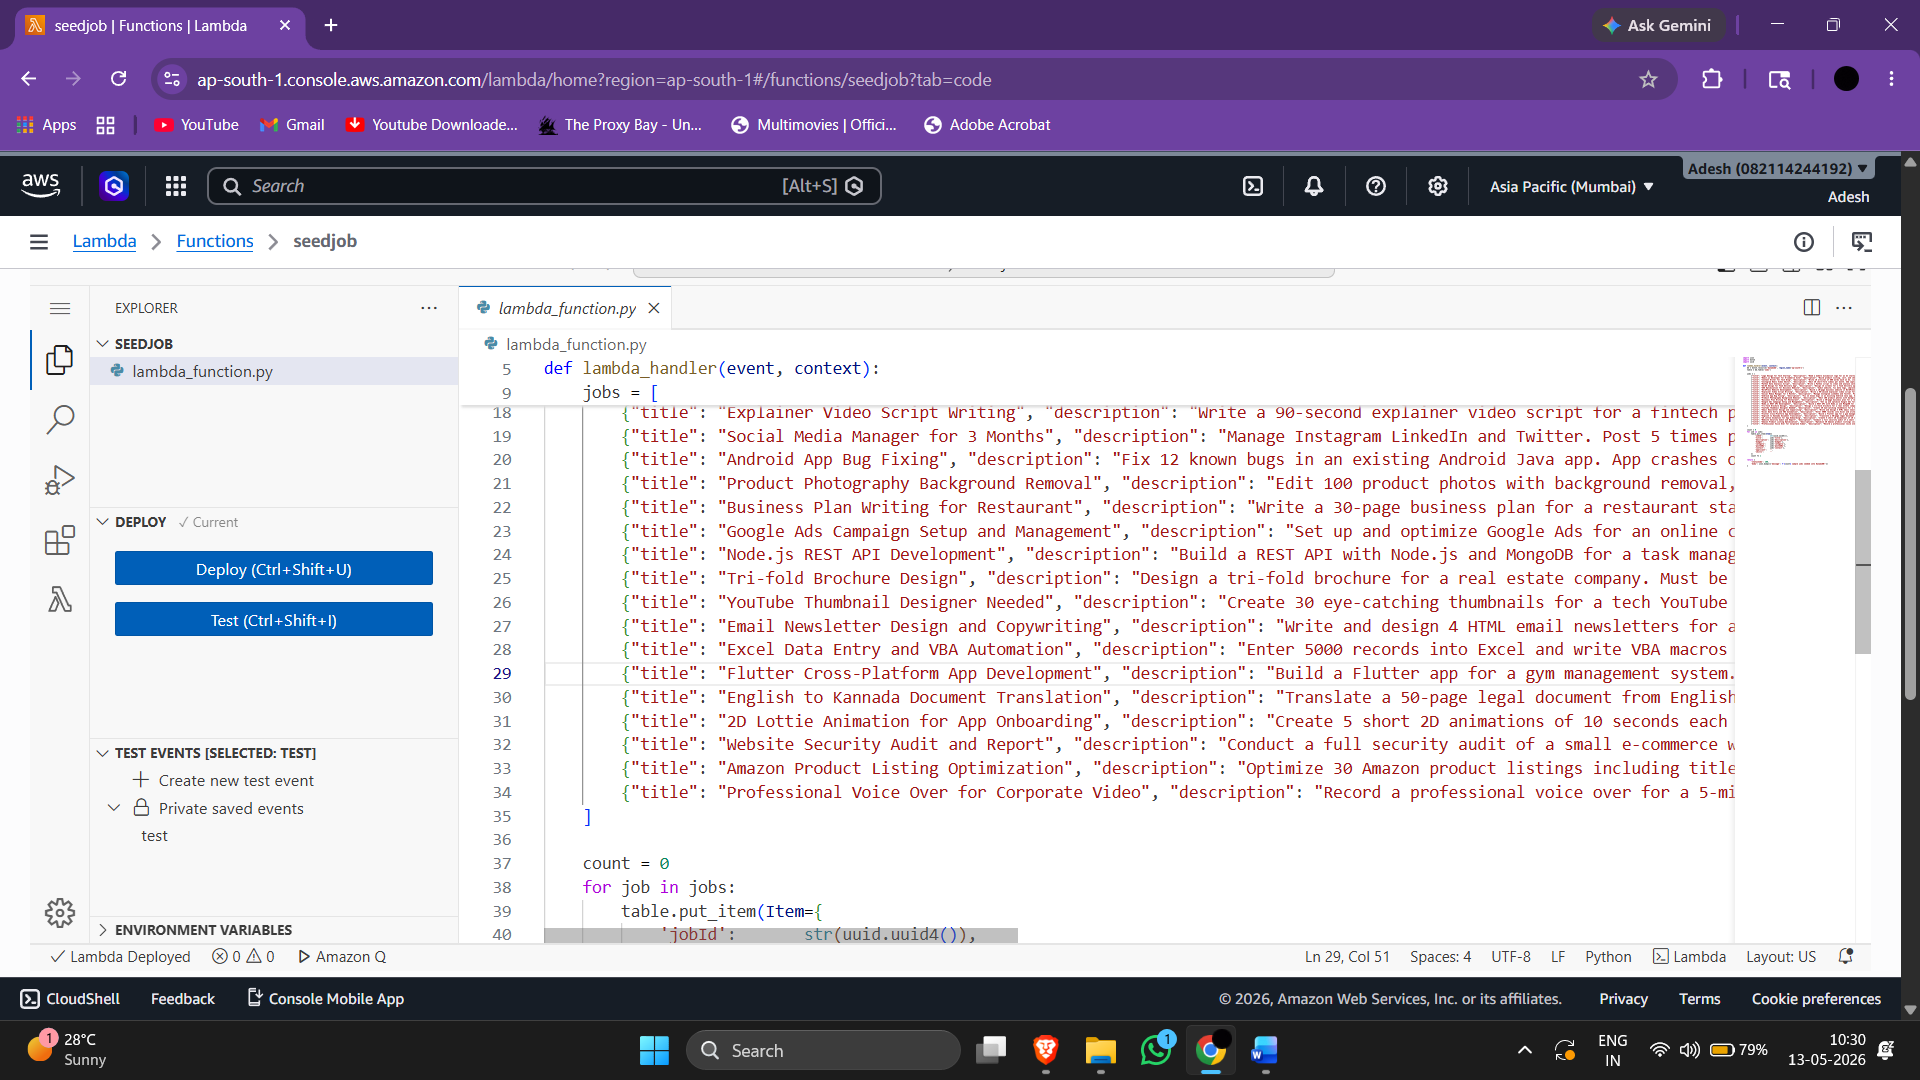 seedjob | Functions | Lambda
Ask Gemini
ap-south-1.console.aws.amazon.com/lambda/home?region=ap-south-1#/functions/seedjob?tab=code
Apps
YouTube
Gmail
Youtube Downloade...
The Proxy Bay - Un...
Multimovies | Offici...
Adobe Acrobat
aws
Search
[Alt+S]
Asia Pacific (Mumbai)
Adesh (082114244192)
Adesh
Lambda
Functions
seedjob
EXPLORER
SEEDJOB
lambda_function.py
DEPLOY Current
Deploy (Ctrl+Shift+U)
Test (Ctrl+Shift+I)
TEST EVENTS [SELECTED: TEST]
Create new test event
Private saved events
test
ENVIRONMENT VARIABLES
lambda_function.py
lambda_function.py
5 def lambda_handler(event, context):
9 jobs = [
18 {"title": "Explainer Video Script Writing", "description": "Write a 90-second explainer video script for a fintech p
19 {"title": "Social Media Manager for 3 Months", "description": "Manage Instagram LinkedIn and Twitter. Post 5 times p
20 {"title": "Android App Bug Fixing", "description": "Fix 12 known bugs in an existing Android Java app. App crashes o
21 {"title": "Product Photography Background Removal", "description": "Edit 100 product photos with background removal,
22 {"title": "Business Plan Writing for Restaurant", "description": "Write a 30-page business plan for a restaurant sta
23 {"title": "Google Ads Campaign Setup and Management", "description": "Set up and optimize Google Ads for an online c
24 {"title": "Node.js REST API Development", "description": "Build a REST API with Node.js and MongoDB for a task manag
25 {"title": "Tri-fold Brochure Design", "description": "Design a tri-fold brochure for a real estate company. Must be
26 {"title": "YouTube Thumbnail Designer Needed", "description": "Create 30 eye-catching thumbnails for a tech YouTube
27 {"title": "Email Newsletter Design and Copywriting", "description": "Write and design 4 HTML email newsletters for a
28 {"title": "Excel Data Entry and VBA Automation", "description": "Enter 5000 records into Excel and write VBA macros
29 {"title": "Flutter Cross-Platform App Development", "description": "Build a Flutter app for a gym management system.
30 {"title": "English to Kannada Document Translation", "description": "Translate a 50-page legal document from English
31 {"title": "2D Lottie Animation for App Onboarding", "description": "Create 5 short 2D animations of 10 seconds each
32 {"title": "Website Security Audit and Report", "description": "Conduct a full security audit of a small e-commerce w
33 {"title": "Amazon Product Listing Optimization", "description": "Optimize 30 Amazon product listings including title
34 {"title": "Professional Voice Over for Corporate Video", "description": "Record a professional voice over for a 5-mi
35 ]
36
37 count = 0
38 for job in jobs:
39 table.put_item(Item={
40 'jobId': str(uuid.uuid4()),
Lambda Deployed
0 0
Amazon Q
Ln 29, Col 51
Spaces: 4
UTF-8
LF
Python
Lambda
Layout: US
CloudShell
Feedback
Console Mobile App
© 2026, Amazon Web Services, Inc. or its affiliates.
Privacy
Terms
Cookie preferences
1
28°C
Sunny
Search
1
ENG
IN
79%
10:30
13-05-2026